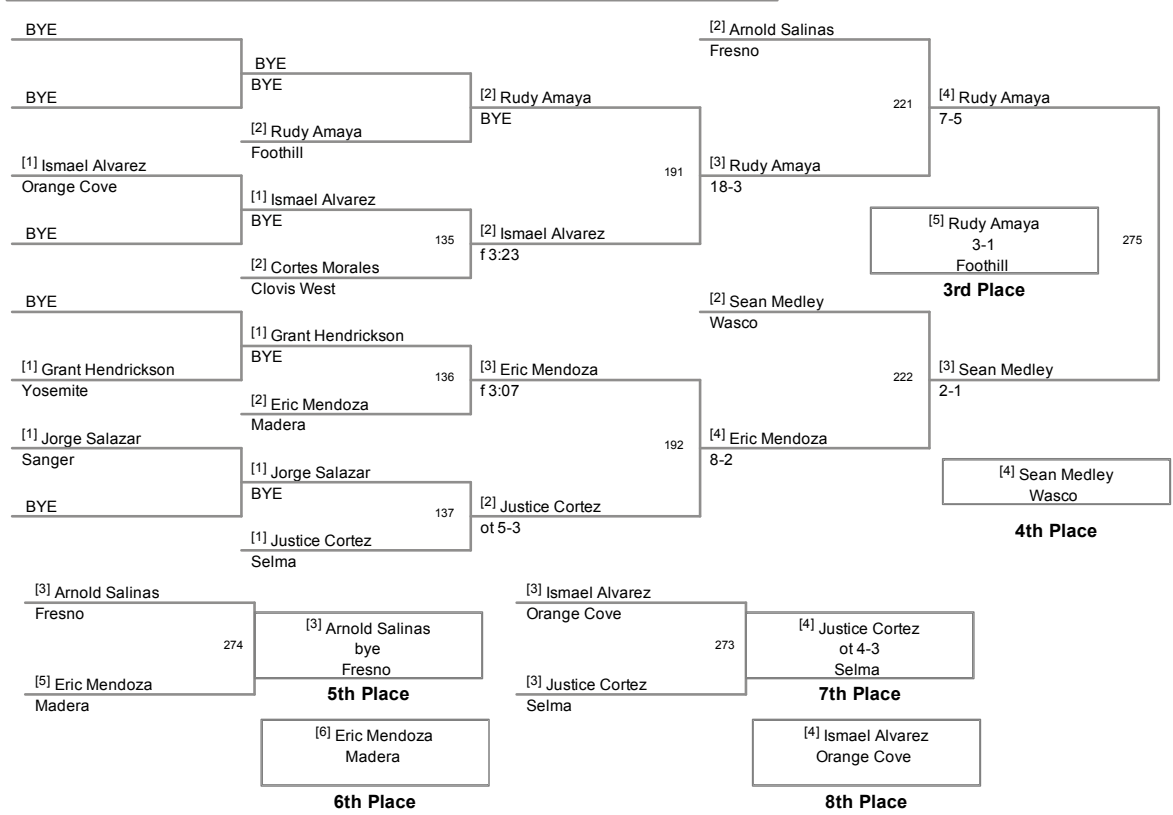 BYE
[2] Arnold Salinas
Fresno
BYE
BYE
BYE
[2] Rudy Amaya
BYE
221
[4] Rudy Amaya
7-5
[2] Rudy Amaya
Foothill
[1] Ismael Alvarez
Orange Cove
191
[3] Rudy Amaya
18-3
[1] Ismael Alvarez
BYE
135
[2] Ismael Alvarez
f 3:23
BYE
[5] Rudy Amaya
3-1
Foothill
275
3rd Place
[2] Cortes Morales
Clovis West
BYE
[2] Sean Medley
Wasco
[1] Grant Hendrickson
BYE
136
[3] Eric Mendoza
f 3:07
222
[3] Sean Medley
2-1
[1] Grant Hendrickson
Yosemite
[2] Eric Mendoza
Madera
[1] Jorge Salazar
Sanger
192
[4] Eric Mendoza
8-2
[1] Jorge Salazar
BYE
137
[2] Justice Cortez
ot 5-3
BYE
[4] Sean Medley
Wasco
4th Place
[1] Justice Cortez
Selma
[3] Arnold Salinas
Fresno
274
[3] Arnold Salinas
bye
Fresno
5th Place
[5] Eric Mendoza
Madera
[6] Eric Mendoza
Madera
6th Place
[3] Ismael Alvarez
Orange Cove
273
[4] Justice Cortez
ot 4-3
Selma
7th Place
[3] Justice Cortez
Selma
[4] Ismael Alvarez
Orange Cove
8th Place